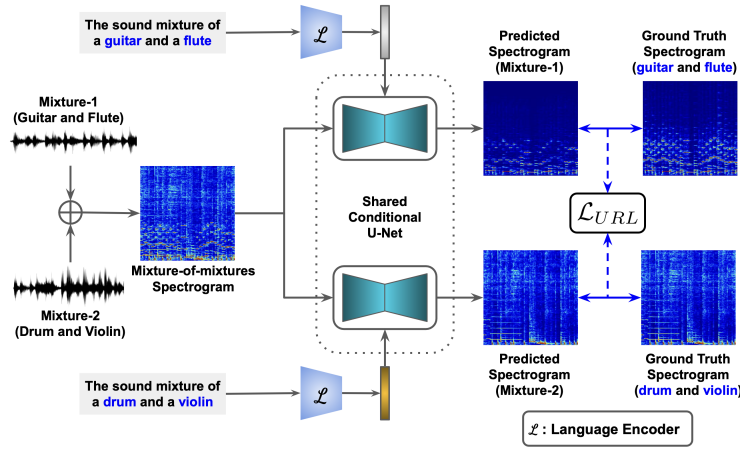 The sound mixture of
a guitar and a flute
ℒ
Predicted
Spectrogram
(Mixture-1)
Ground Truth
Spectrogram
(guitar and flute)
Mixture-1
(Guitar and Flute)
Shared
Conditional
U-Net
ℒ_URL
Mixture-of-mixtures
Spectrogram
Mixture-2
(Drum and Violin)
Predicted
Spectrogram
(Mixture-2)
Ground Truth
Spectrogram
(drum and violin)
The sound mixture of
a drum and a violin
ℒ
ℒ : Language Encoder